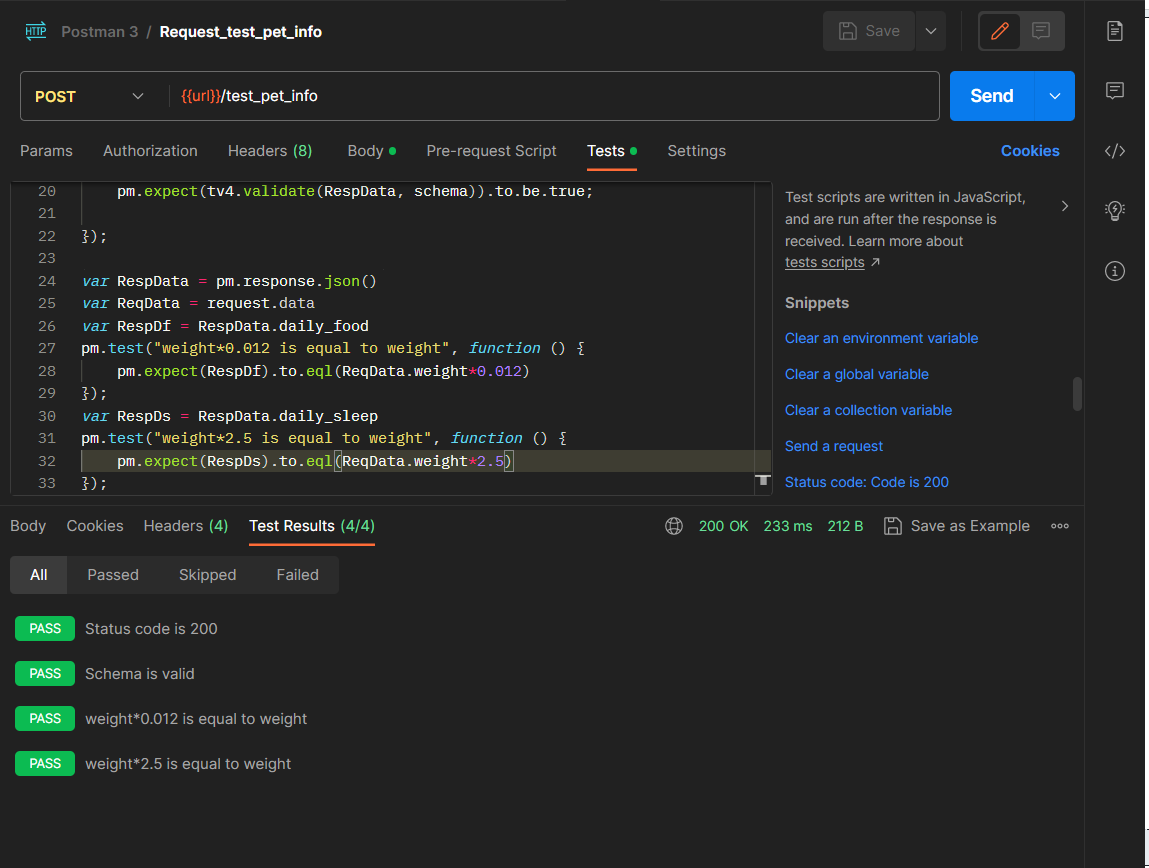 HTTP Postman 3 / Request_test_pet_info Save
POST {{url}}/test_pet_info Send
Params Authorization Headers (8) Body Pre-request Script Tests Settings Cookies
20 pm.expect(tv4.validate(RespData, schema)).to.be.true;
21
22 });
23
24 var RespData = pm.response.json()
25 var ReqData = request.data
26 var RespDf = RespData.daily_food
27 pm.test("weight*0.012 is equal to weight", function () {
28 pm.expect(RespDf).to.eql(ReqData.weight*0.012)
29 });
30 var RespDs = RespData.daily_sleep
31 pm.test("weight*2.5 is equal to weight", function () {
32 pm.expect(RespDs).to.eql(ReqData.weight*2.5)
33 });
Test scripts are written in JavaScript,
and are run after the response is
received. Learn more about
tests scripts ↗
Snippets
Clear an environment variable
Clear a global variable
Clear a collection variable
Send a request
Status code: Code is 200
Body Cookies Headers (4) Test Results (4/4) 200 OK 233 ms 212 B Save as Example
All Passed Skipped Failed
PASS Status code is 200
PASS Schema is valid
PASS weight*0.012 is equal to weight
PASS weight*2.5 is equal to weight